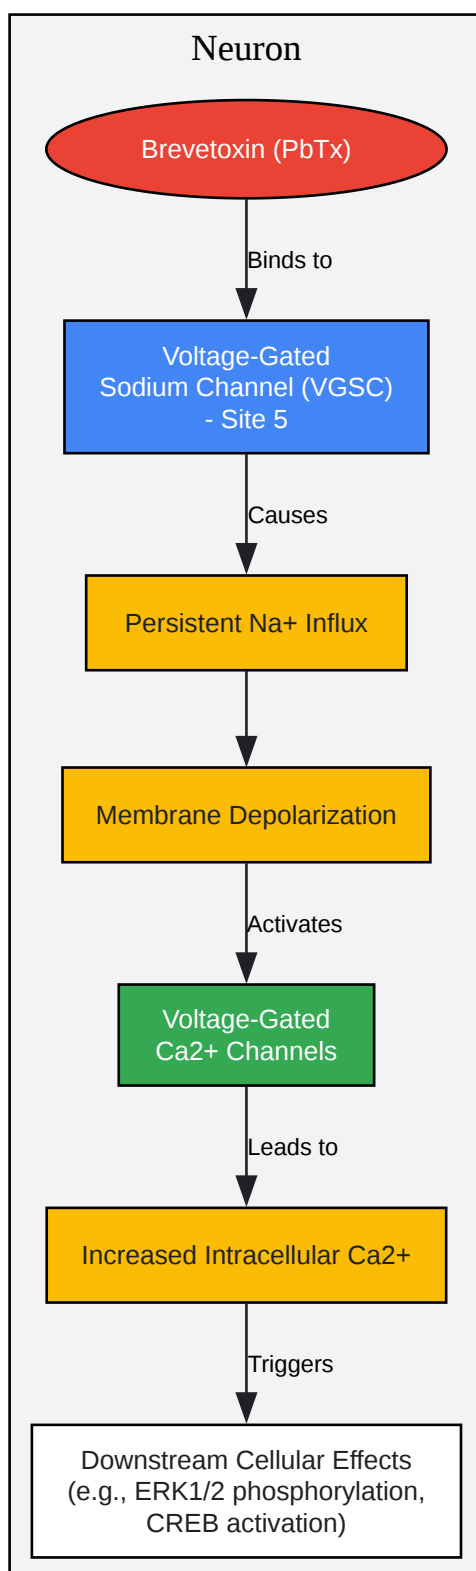 Neuron
Brevetoxin (PbTx)
Binds to
Voltage-Gated
Sodium Channel (VGSC)
- Site 5
Causes
Persistent Na+ Influx
Membrane Depolarization
Activates
Voltage-Gated
Ca2+ Channels
Leads to
Increased Intracellular Ca2+
Triggers
Downstream Cellular Effects
(e.g., ERK1/2 phosphorylation,
CREB activation)